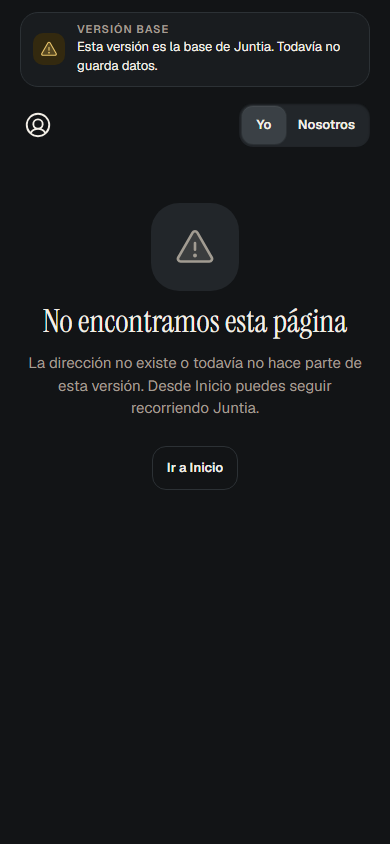 VERSIÓN BASE
Esta versión es la base de Juntia. Todavía no
guarda datos.
Yo
Nosotros
No encontramos esta página
La dirección no existe o todavía no hace parte de
esta versión. Desde Inicio puedes seguir
recorriendo Juntia.
Ir a Inicio